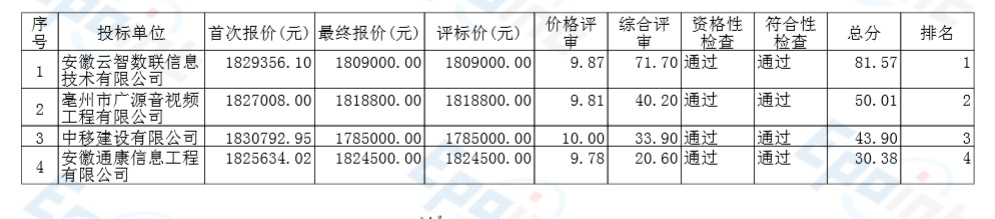 序号 投标单位 首次报价(元) 最终报价(元) 评标价(元) 价格评审 综合评审 资格性检查 符合性检查 总分 排名
1 安徽云智数联信息技术有限公司 1829356.10 1809000.00 1809000.00 9.87 71.70 通过 通过 81.57 1
2 亳州市广源音视频工程有限公司 1827008.00 1818800.00 1818800.00 9.81 40.20 通过 通过 50.01 2
3 中移建设有限公司 1830792.95 1785000.00 1785000.00 10.00 33.90 通过 通过 43.90 3
4 安徽通康信息工程有限公司 1825634.02 1824500.00 1824500.00 9.78 20.60 通过 通过 30.38 4
Epoint